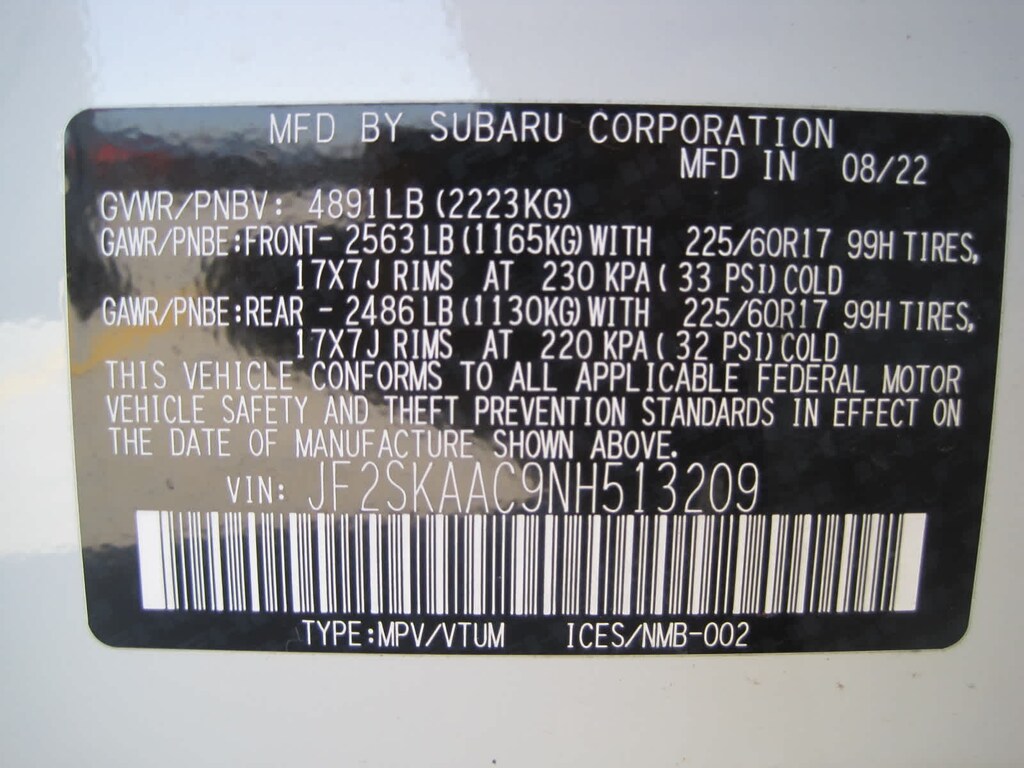 MFD BY SUBARU CORPORATION
MFD IN 08/22
GVWR/PNBV: 4891LB (2223KG)
GAWR/PNBE:FRONT- 2563LB(1165KG)WITH 225/60R17 99H TIRES,
17X7J RIMS AT 230 KPA( 33 PSI)COLD
GAWR/PNBE:REAR - 2486LB(1130KG)WITH 225/60R17 99H TIRES,
17X7J RIMS AT 220 KPA( 32 PSI)COLD
THIS VEHICLE CONFORMS TO ALL APPLICABLE FEDERAL MOTOR
VEHICLE SAFETY AND THEFT PREVENTION STANDARDS IN EFFECT ON
THE DATE OF MANUFACTURE SHOWN ABOVE.
VIN: JF2SKAAC9NH513209
TYPE:MPV/VTUM ICES/NMB-002